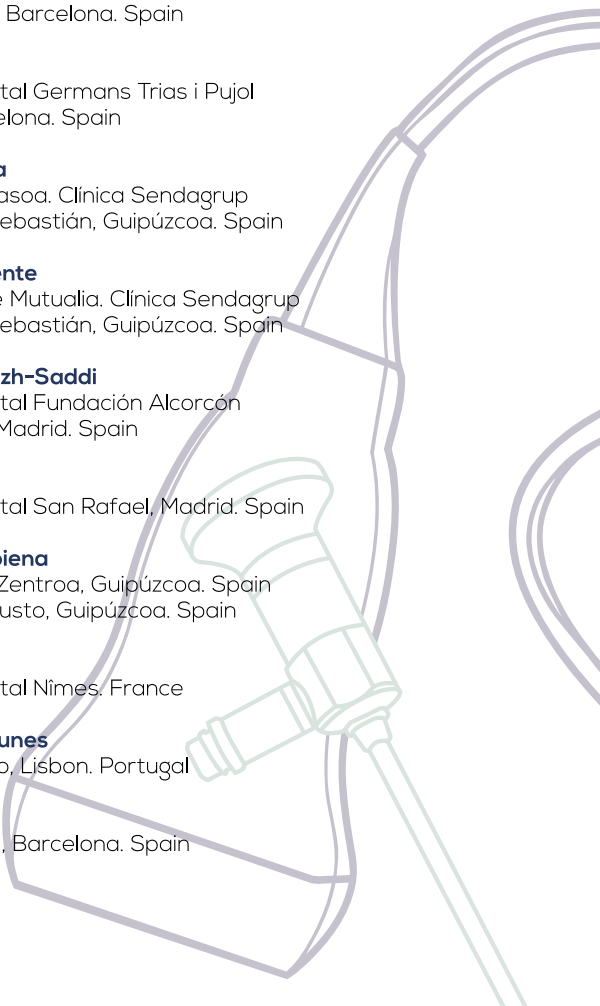 Barcelona. Spain
tal Germans Trias i Pujol
elona. Spain
a
asoa. Clínica Sendagrup
ebastián, Guipúzcoa. Spain
ente
e Mutualia. Clínica Sendagrup
ebastián, Guipúzcoa. Spain
zh-Saddi
tal Fundación Alcorcón
Madrid. Spain
tal San Rafael, Madrid. Spain
piena
Zentroa, Guipúzcoa. Spain
usto, Guipúzcoa. Spain
tal Nîmes. France
unes
o, Lisbon. Portugal
, Barcelona. Spain